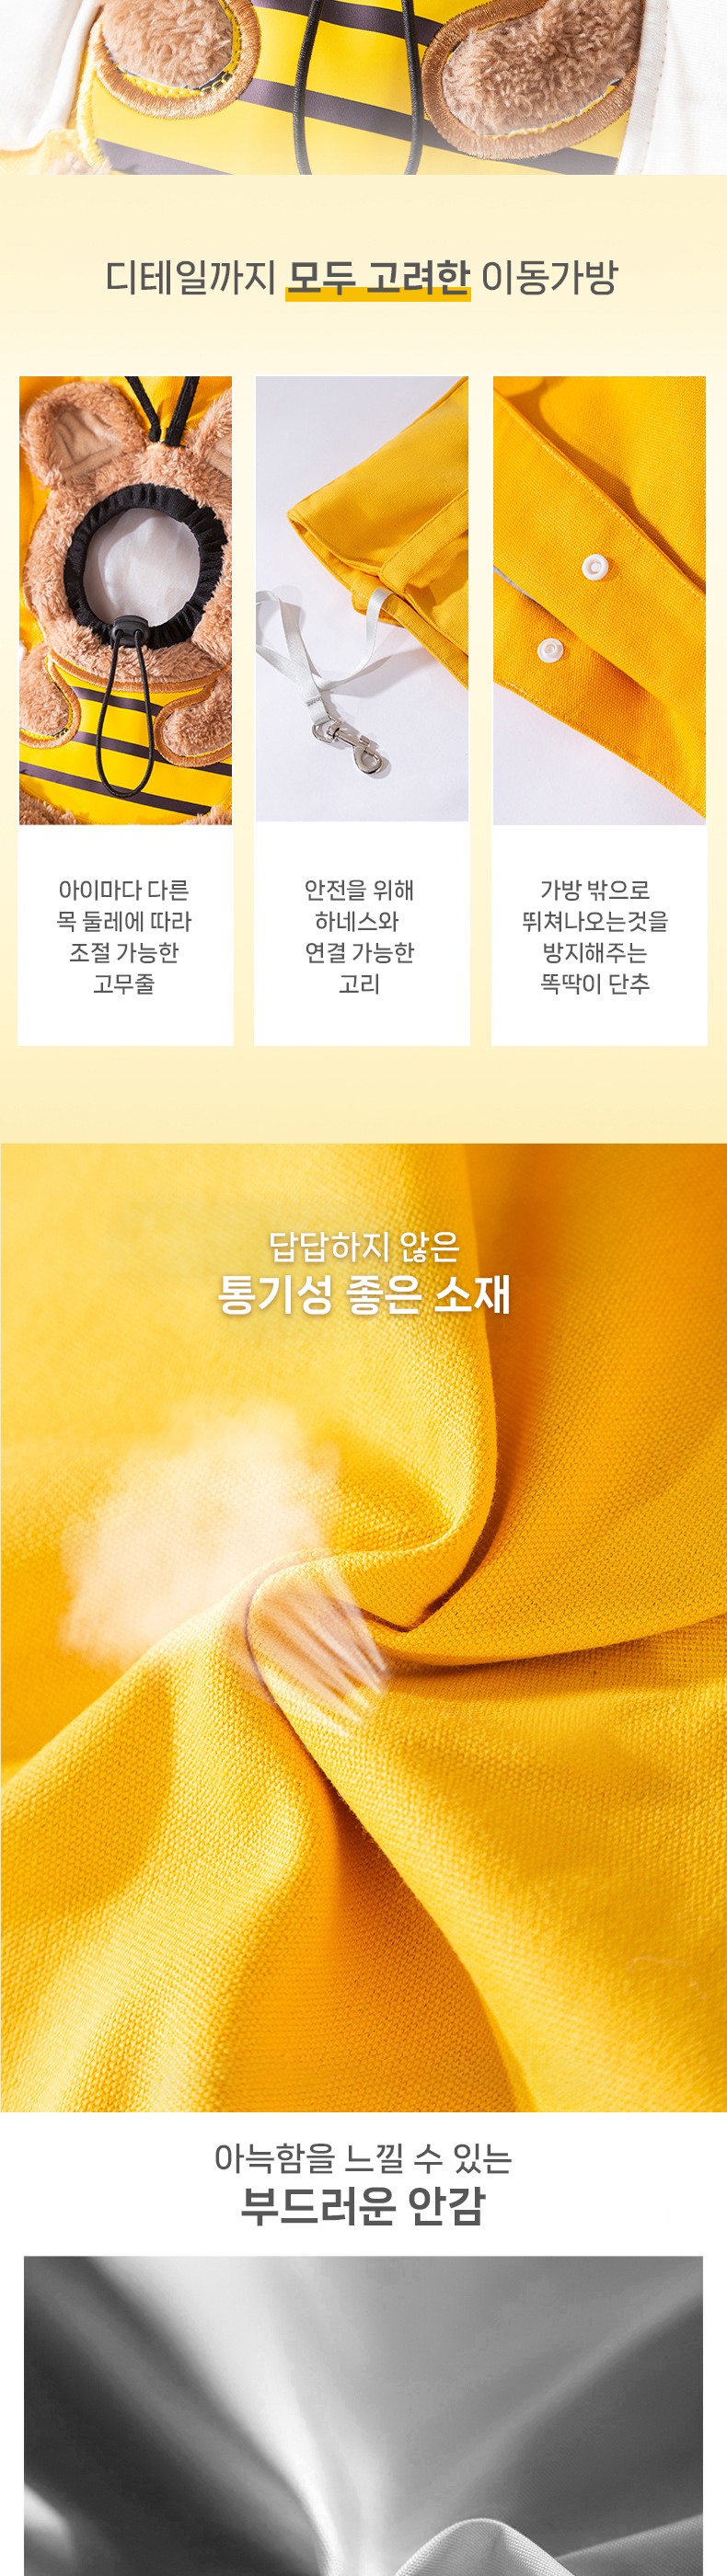 디테일까지 모두 고려한 이동가방
아이마다 다른
목 둘레에 따라
조절 가능한
고무줄
안전을 위해
하네스와
연결 가능한
고리
가방 밖으로
뛰쳐나오는것을
방지해주는
똑딱이 단추
답답하지 않은
통기성 좋은 소재
아늑함을 느낄 수 있는
부드러운 안감